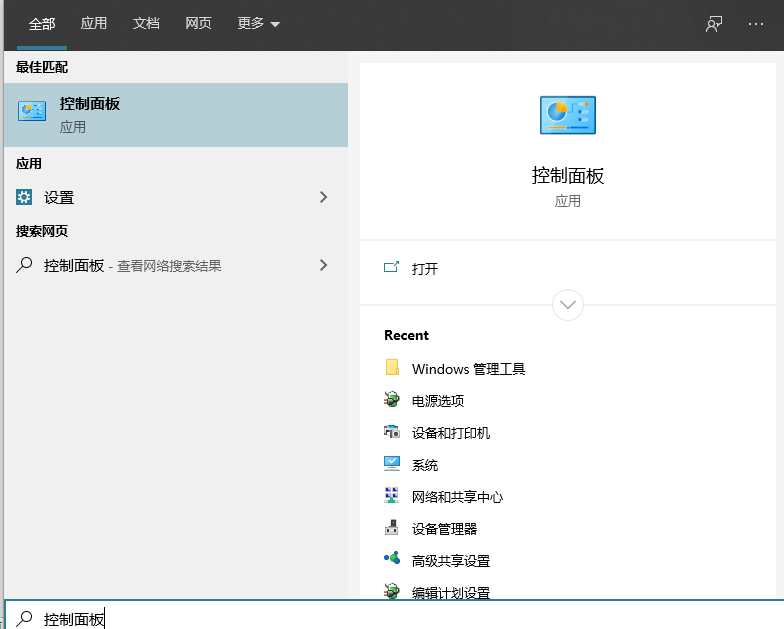 全部 应用 文档 网页 更多
最佳匹配
控制面板
应用
应用
设置
搜索网页
控制面板 - 查看网络搜索结果
控制面板
应用
打开
Recent
Windows 管理工具
电源选项
设备和打印机
系统
网络和共享中心
设备管理器
高级共享设置
编辑计划设置
控制面板